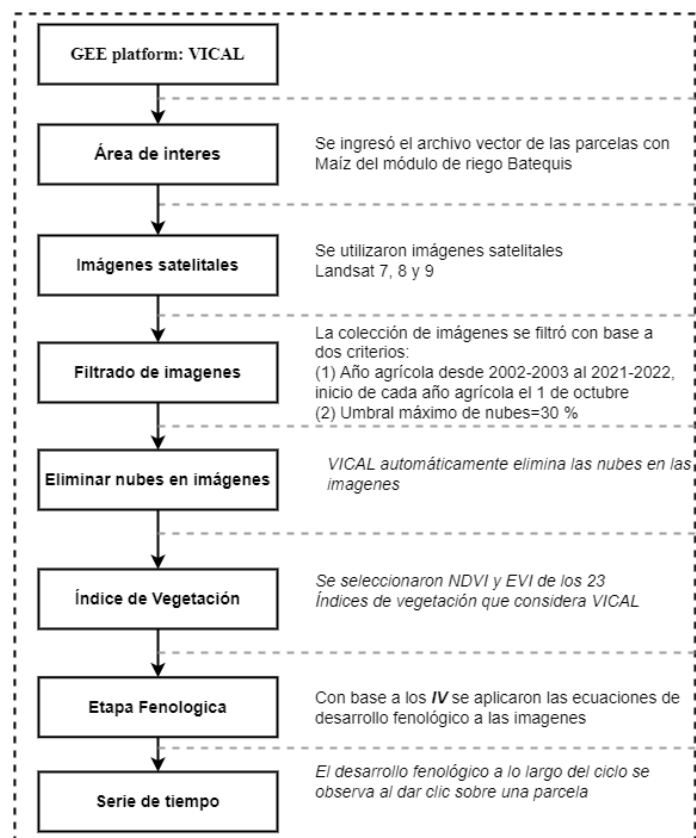 GEE platform: VICAL
Área de interes
Se ingresó el archivo vector de las parcelas con
Maíz del módulo de riego Batequis
Imágenes satelitales
Se utilizaron imágenes satelitales
Landsat 7, 8 y 9
Filtrado de imagenes
La colección de imágenes se filtró con base a
dos criterios:
(1) Año agrícola desde 2002-2003 al 2021-2022,
inicio de cada año agrícola el 1 de octubre
(2) Umbral máximo de nubes=30 %
Eliminar nubes en imágenes
VICAL automáticamente elimina las nubes en las
imagenes
Índice de Vegetación
Se seleccionaron NDVI y EVI de los 23
Índices de vegetación que considera VICAL
Etapa Fenologica
Con base a los IV se aplicaron las ecuaciones de
desarrollo fenológico a las imagenes
Serie de tiempo
El desarrollo fenológico a lo largo del ciclo se
observa al dar clic sobre una parcela